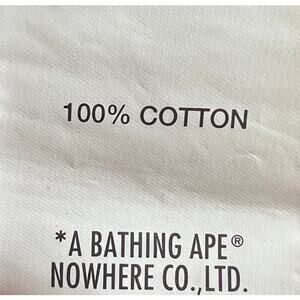 100% COTTON
*A BATHING APE®
NOWHERE CO.,LTD.